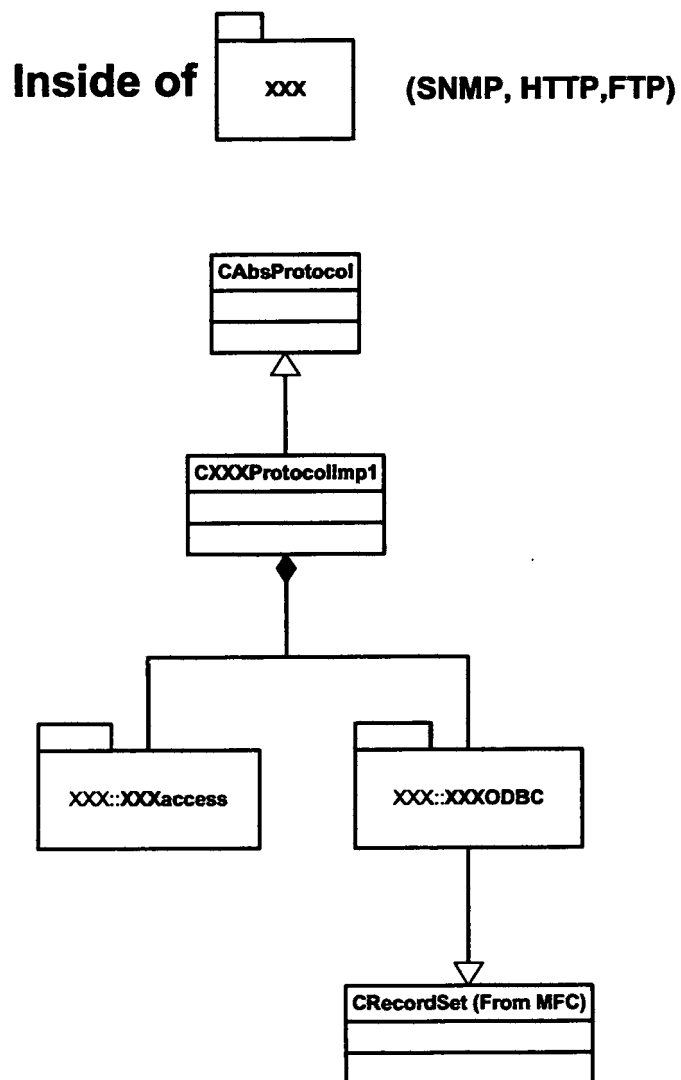 Inside of xxx (SNMP, HTTP,FTP)
CAbsProtocol
CXXXProtocolImp1
XXX::XXXaccess
XXX::XXXODBC
CRecordSet (From MFC)